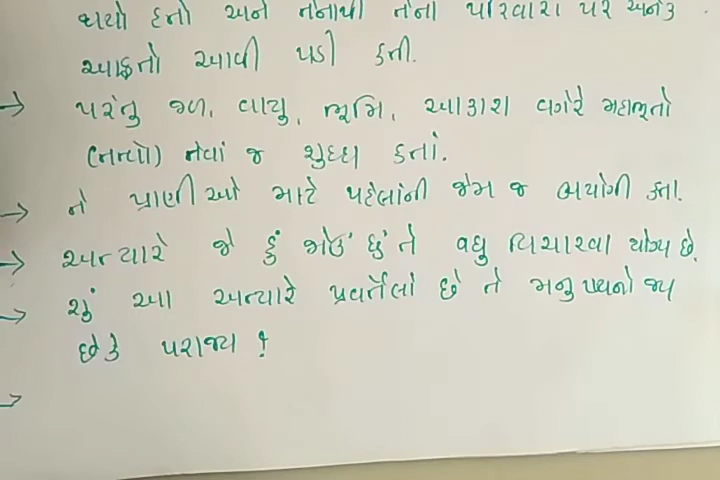 થયો હતો અને તેનાથી તેના પરિવારો પર અનેક
આફતો આવી પડી હતી.
→ પરંતુ જળ, વાયુ, ભૂમિ, આકાશ વગેરે મહાભૂતો
(તત્વો) તેવાં જ શુધ્ધ હતાં.
→ તે પ્રાણીઓ માટે પહેલાંની જેમ જ ઉપયોગી હતા.
→ અત્યારે જે હું જોઉં છું તે વધુ વિચારવા યોગ્ય છે.
→ શું આ અત્યારે પ્રવર્તેલો છે તે મનુષ્યનો જય
છે કે પરાજય ?
→